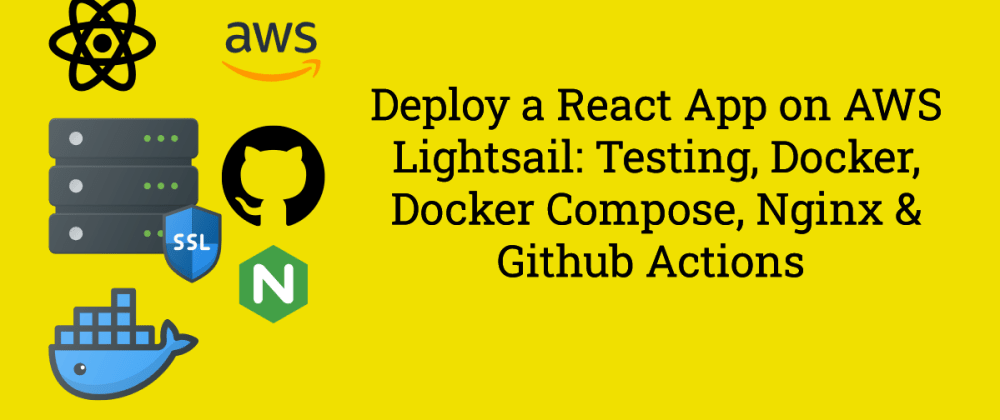 aws
SSL
N
Deploy a React App on AWS
Lightsail: Testing, Docker,
Docker Compose, Nginx &
Github Actions